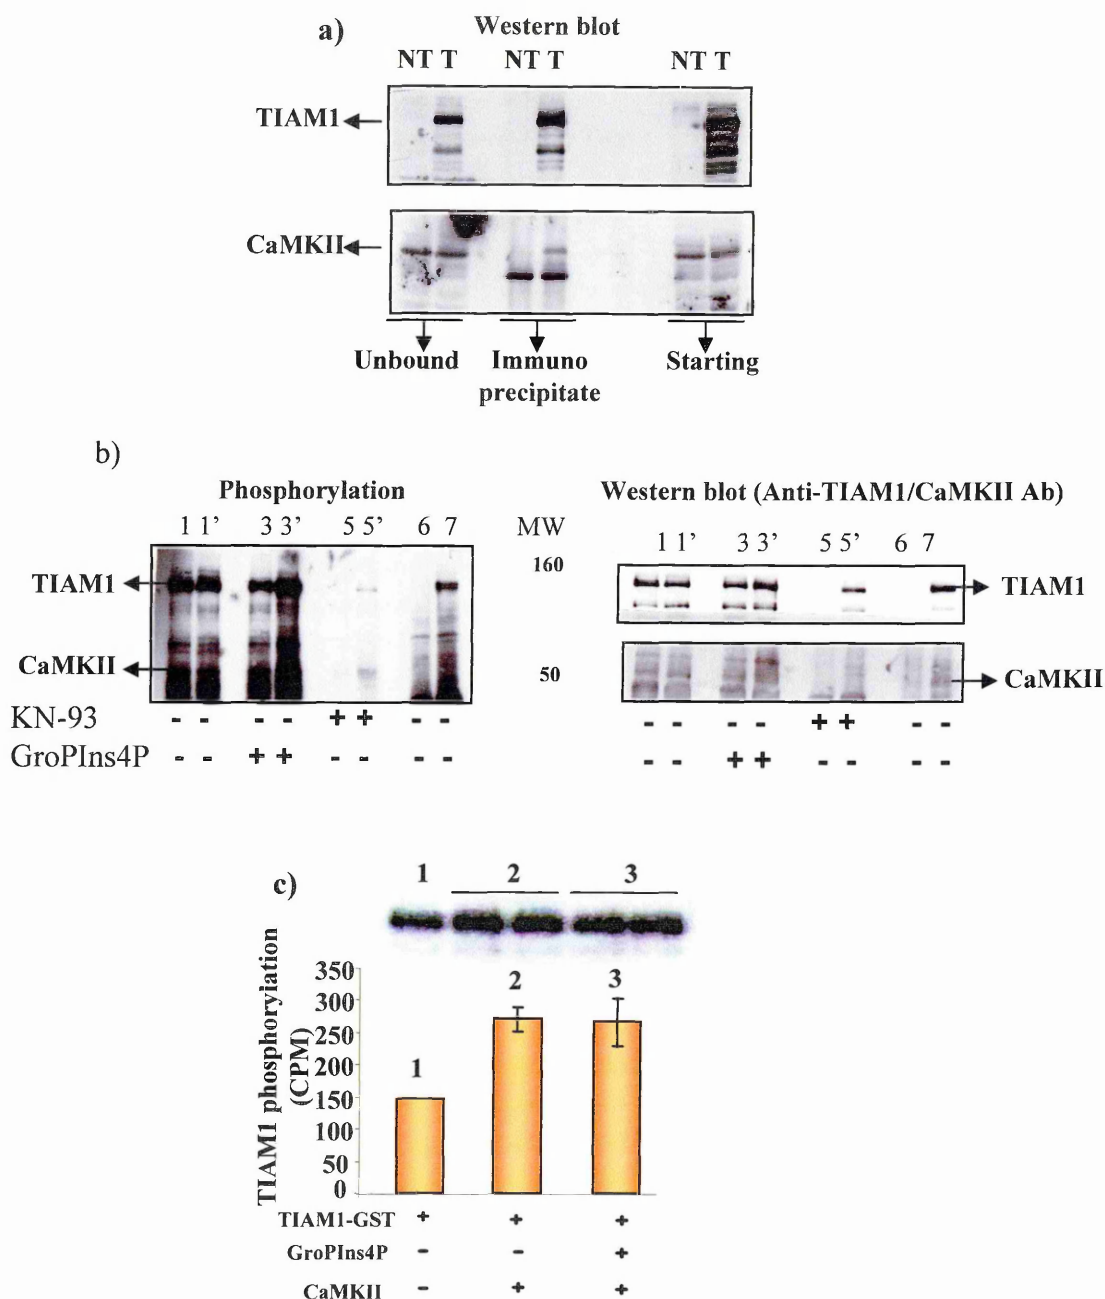 a) Western blot
NT T NT T NT T
TIAM1
CaMKII
Unbound Immuno Starting
precipitate
b)
Phosphorylation
1 1’ 3 3’ 5 5’ 6 7
TIAM1
CaMKII
KN-93 - - - - + + - -
GroPIns4P - - + + - - - -
MW
160
50
Western blot (Anti-TIAM1/CaMKII Ab)
1 1’ 3 3’ 5 5’ 6 7
TIAM1
CaMKII
- - - - + + - -
- - + + - - - -
c) 1 2 3
TIAM1 phosphorylation
(CPM)
350
300
250
200
150
100
50
0
1 2 3
TIAM1-GST + + +
GroPIns4P - - +
CaMKII - + +